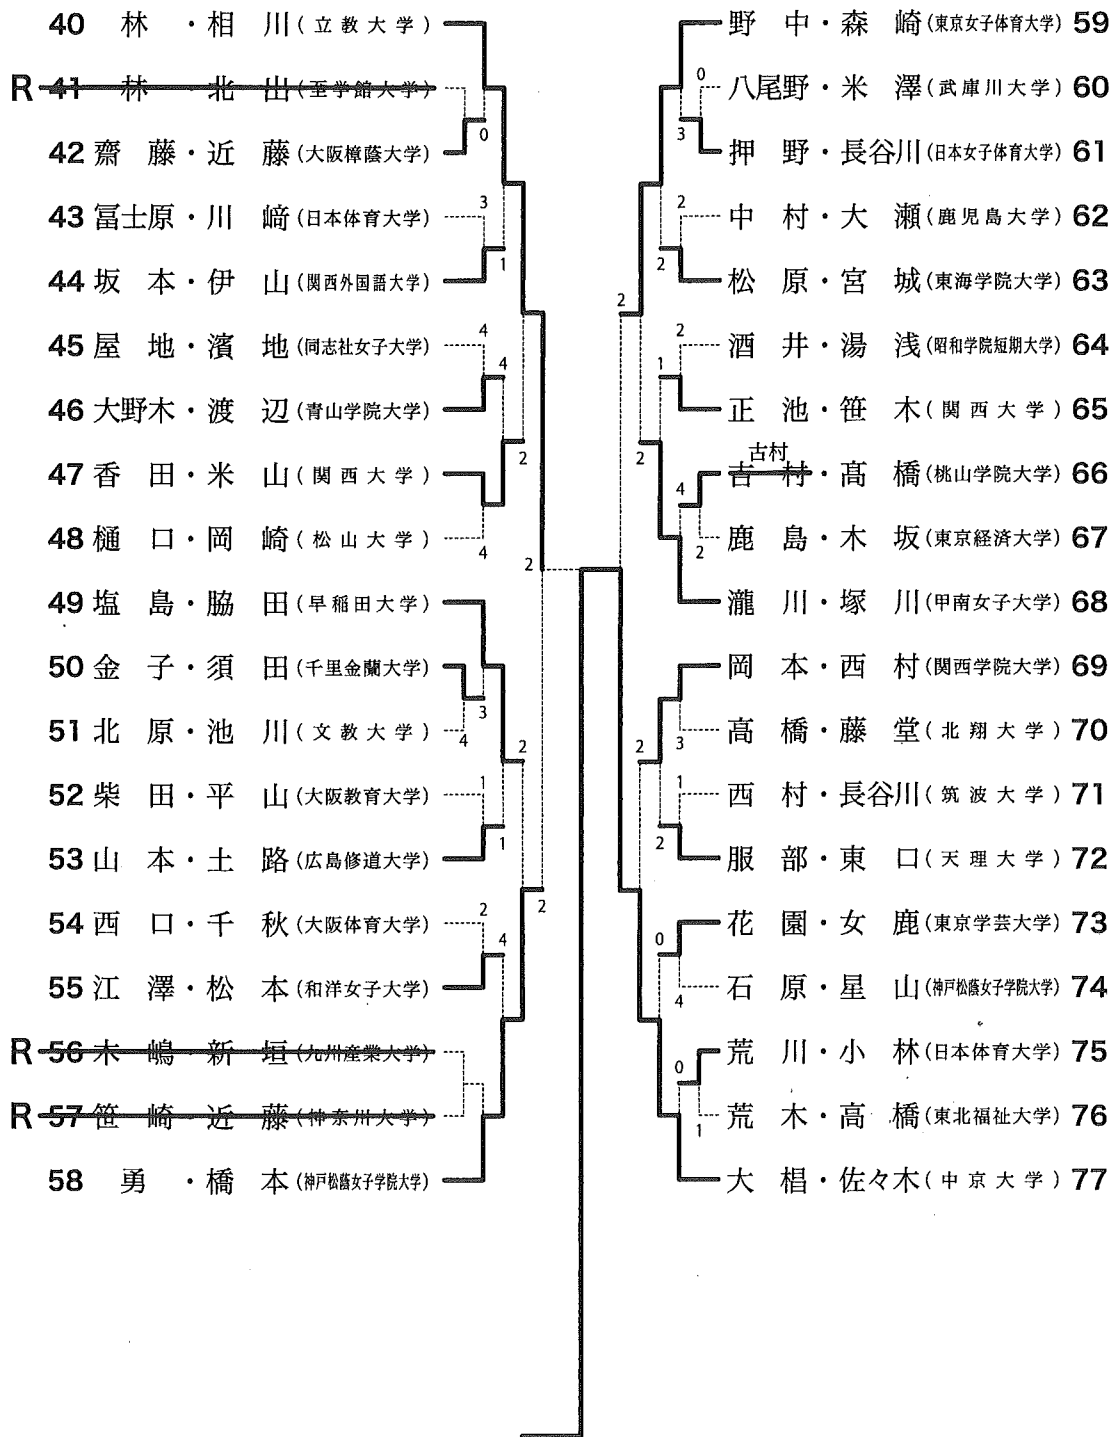 40 林・相川(立教大学)
R 41 林 北出(至学館大学)
0
42 齋藤・近藤(大阪樟蔭大学)
43 冨士原・川﨑(日本体育大学)
3
1
44 坂本・伊山(関西外国語大学)
45 屋地・濱地(同志社女子大学)
4
4
46 大野木・渡辺(青山学院大学)
2
47 香田・米山(関西大学)
48 樋口・岡崎(松山大学)
4
2
49 塩島・脇田(早稲田大学)
50 金子・須田(千里金蘭大学)
3
51 北原・池川(文教大学)
4
2
52 柴田・平山(大阪教育大学)
1
1
53 山本・土路(広島修道大学)
2
54 西口・千秋(大阪体育大学)
2
4
55 江澤・松本(和洋女子大学)
R 56 木嶋 新垣(九州産業大学)
R 57 笹崎 近藤(神奈川大学)
58 勇・橋本(神戸松蔭女子学院大学)
野中・森崎(東京女子体育大学) 59
0
八尾野・米澤(武庫川大学) 60
3
押野・長谷川(日本女子体育大学) 61
2
中村・大瀬(鹿児島大学) 62
2
松原・宮城(東海学院大学) 63
2
2
酒井・湯浅(昭和学院短期大学) 64
1
正池・笹木(関西大学) 65
2
古村
吉村・髙橋(桃山学院大学) 66
4
鹿島・木坂(東京経済大学) 67
2
瀧川・塚川(甲南女子大学) 68
岡本・西村(関西学院大学) 69
高橋・藤堂(北翔大学) 70
3
2
西村・長谷川(筑波大学) 71
1
2
服部・東口(天理大学) 72
花園・女鹿(東京学芸大学) 73
0
石原・星山(神戸松蔭女子学院大学) 74
4
荒川・小林(日本体育大学) 75
0
荒木・高橋(東北福祉大学) 76
1
大椙・佐々木(中京大学) 77